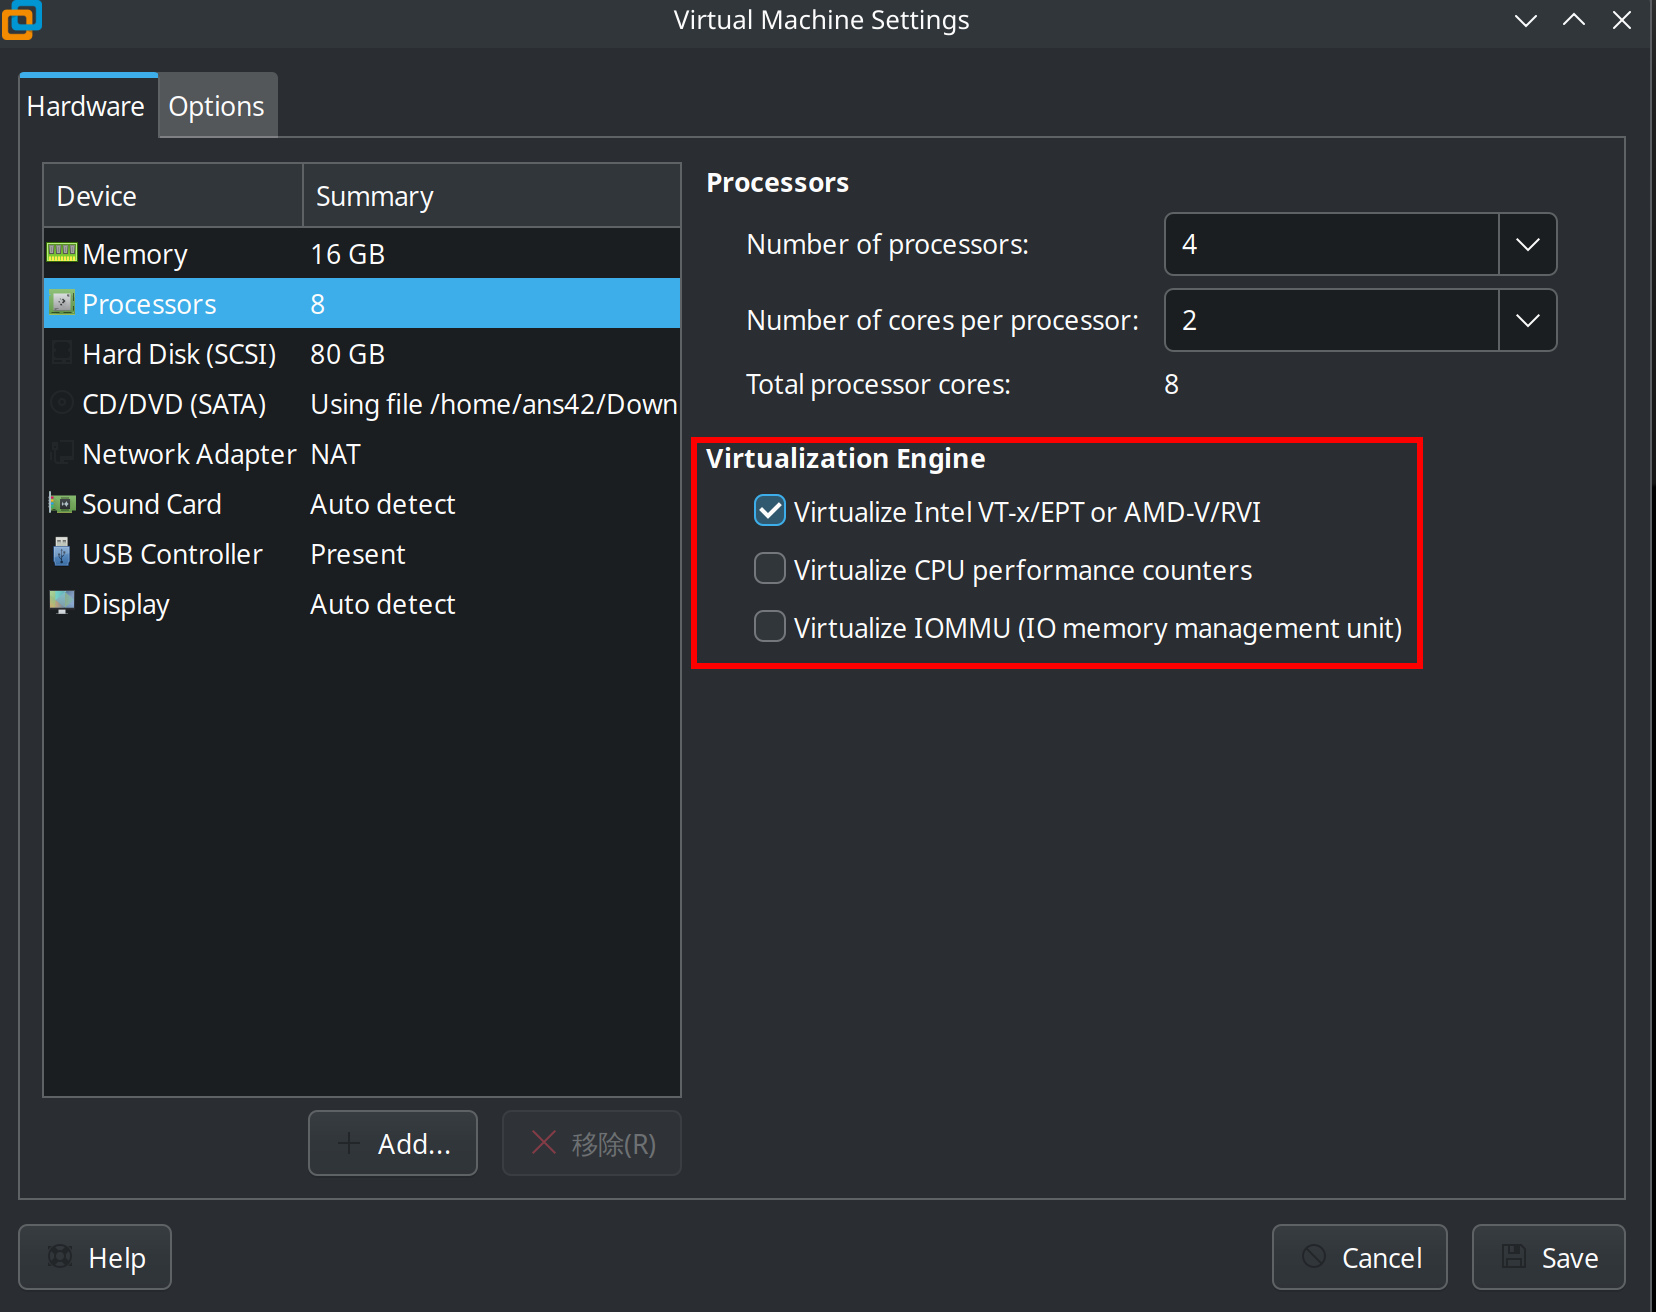 Virtual Machine Settings
Hardware
Options
Device Summary
Memory 16 GB
Processors 8
Hard Disk (SCSI) 80 GB
CD/DVD (SATA) Using file /home/ans42/Down
Network Adapter NAT
Sound Card Auto detect
USB Controller Present
Display Auto detect
Add...
移除(R)
Processors
Number of processors: 4
Number of cores per processor: 2
Total processor cores: 8
Virtualization Engine
Virtualize Intel VT-x/EPT or AMD-V/RVI
Virtualize CPU performance counters
Virtualize IOMMU (IO memory management unit)
Help
Cancel
Save